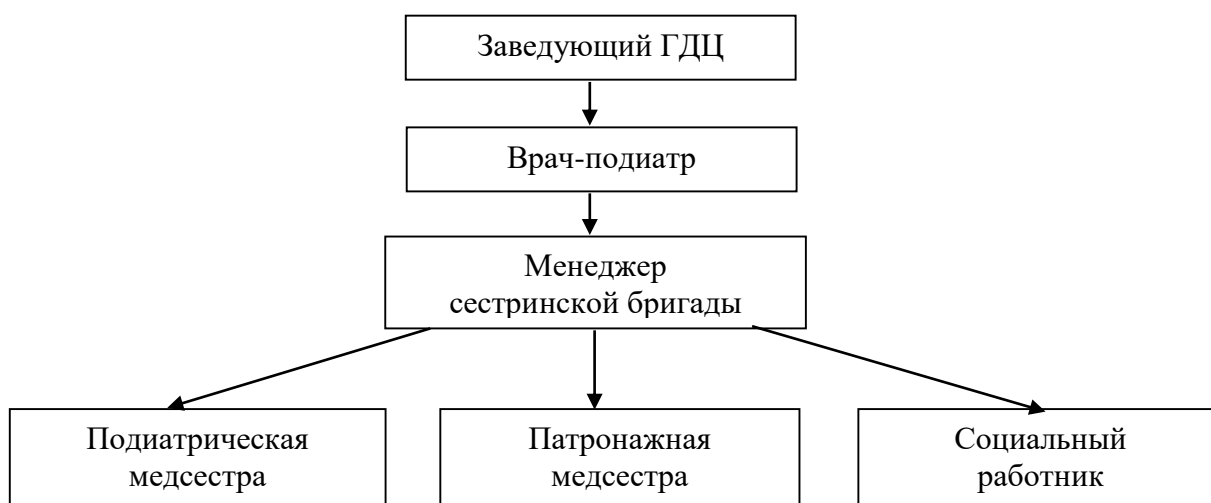 Заведующий ГДЦ
Врач-подиатр
Менеджер
сестринской бригады
Подиатрическая
медсестра
Патронажная
медсестра
Социальный
работник